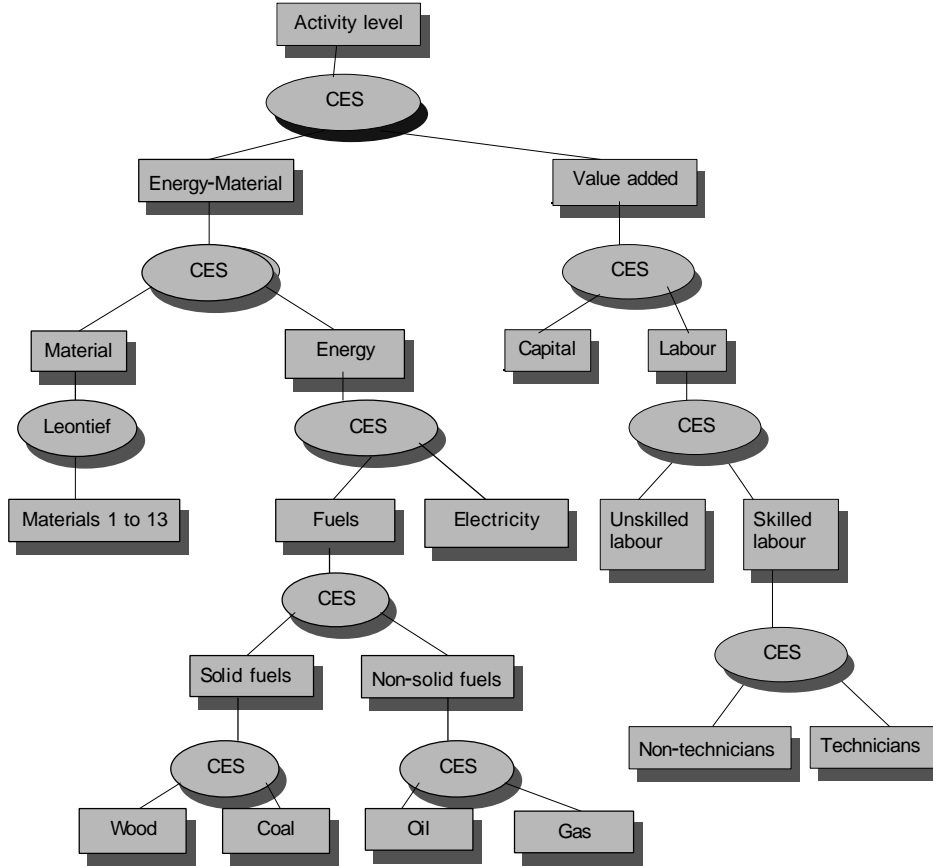 Activity level
CES
Energy-Material
Value added
CES
CES
Material
Energy
Capital
Labour
Leontief
CES
CES
Materials 1 to 13
Fuels
Electricity
Unskilled
labour
Skilled
labour
CES
CES
Solid fuels
Non-solid fuels
Non-technicians
Technicians
CES
CES
Wood
Coal
Oil
Gas